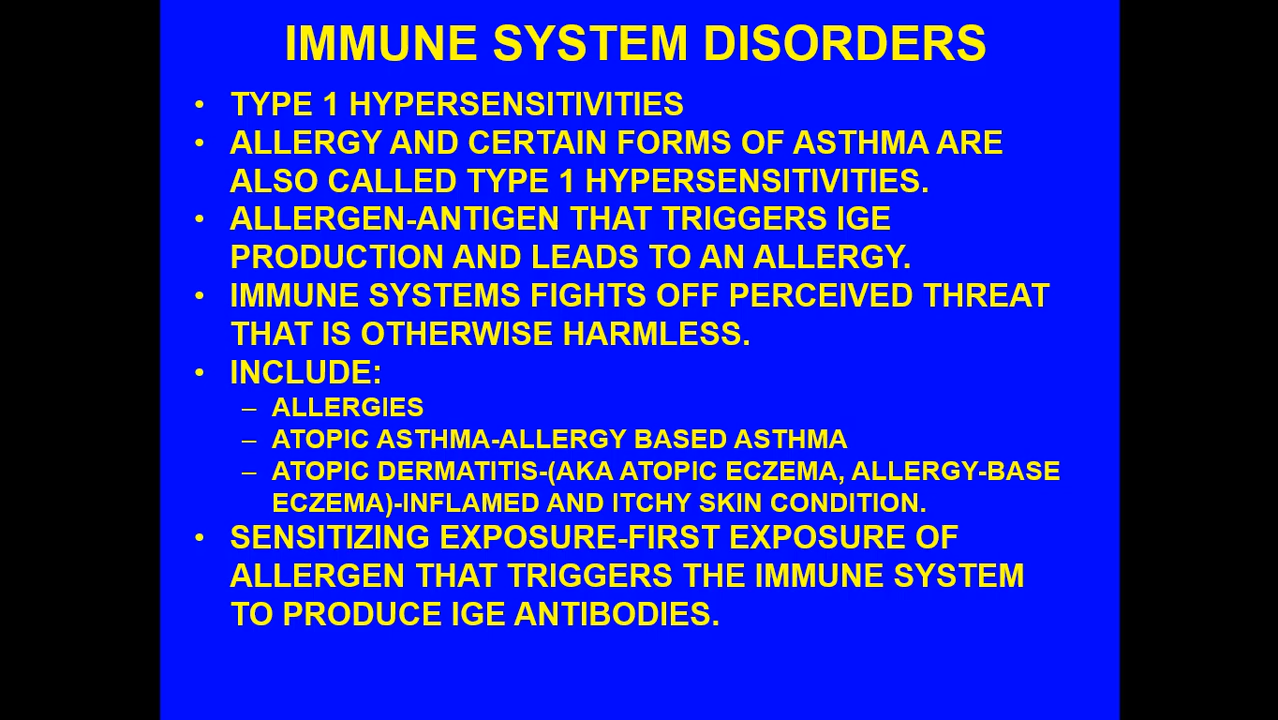 IMMUNE SYSTEM DISORDERS
• TYPE 1 HYPERSENSITIVITIES
• ALLERGY AND CERTAIN FORMS OF ASTHMA ARE
ALSO CALLED TYPE 1 HYPERSENSITIVITIES.
• ALLERGEN-ANTIGEN THAT TRIGGERS IGE
PRODUCTION AND LEADS TO AN ALLERGY.
• IMMUNE SYSTEMS FIGHTS OFF PERCEIVED THREAT
THAT IS OTHERWISE HARMLESS.
• INCLUDE:
– ALLERGIES
– ATOPIC ASTHMA-ALLERGY BASED ASTHMA
– ATOPIC DERMATITIS-(AKA ATOPIC ECZEMA, ALLERGY-BASE
ECZEMA)-INFLAMED AND ITCHY SKIN CONDITION.
• SENSITIZING EXPOSURE-FIRST EXPOSURE OF
ALLERGEN THAT TRIGGERS THE IMMUNE SYSTEM
TO PRODUCE IGE ANTIBODIES.